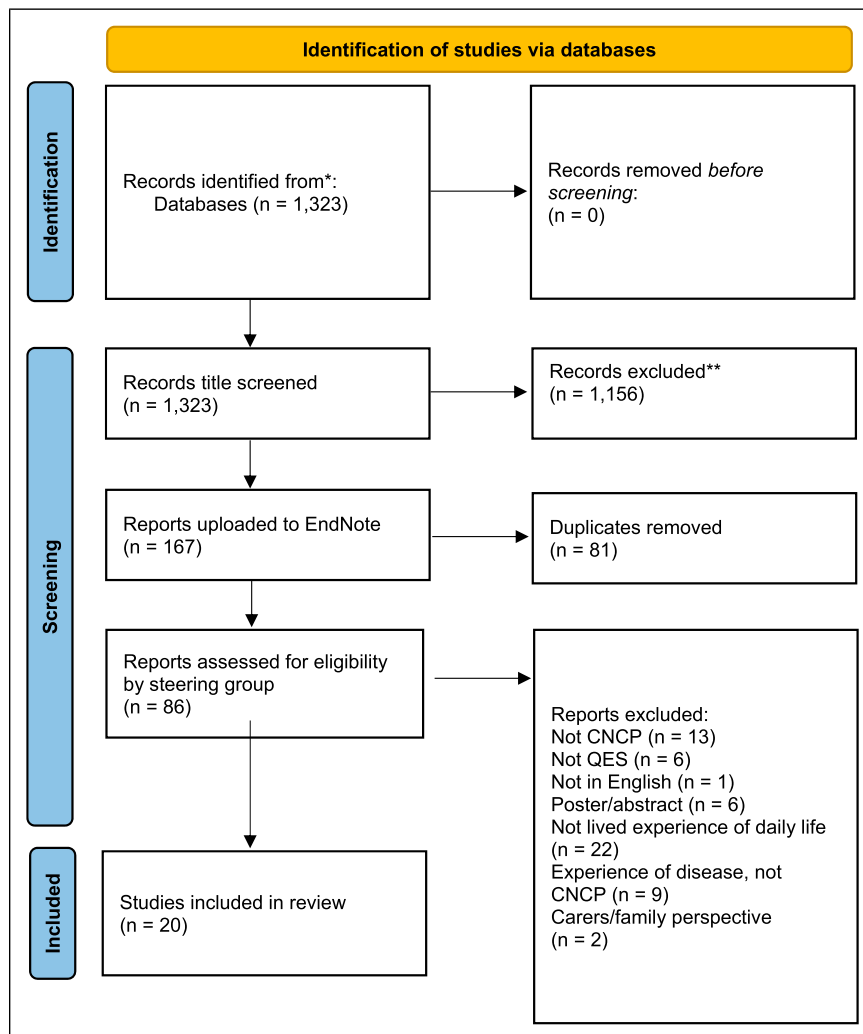 Identification of studies via databases
Identification
Records identified from*:
Databases (n = 1,323)
Records removed before
screening:
(n = 0)
Screening
Records title screened
(n = 1,323)
Records excluded**
(n = 1,156)
Reports uploaded to EndNote
(n = 167)
Duplicates removed
(n = 81)
Reports assessed for eligibility
by steering group
(n = 86)
Reports excluded:
Not CNCP (n = 13)
Not QES (n = 6)
Not in English (n = 1)
Poster/abstract (n = 6)
Not lived experience of daily life
(n = 22)
Experience of disease, not
CNCP (n = 9)
Carers/family perspective
(n = 2)
Included
Studies included in review
(n = 20)